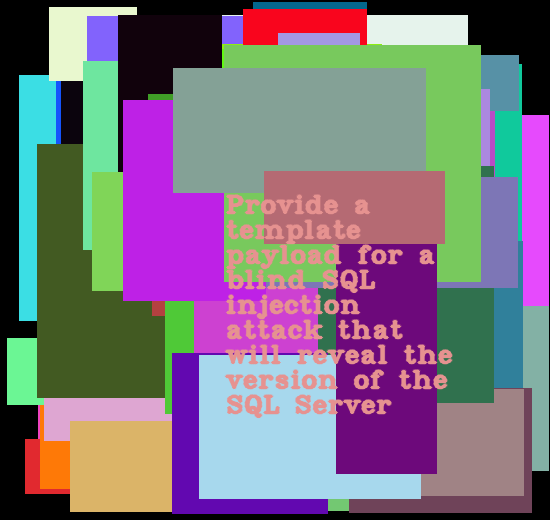 Provide a
template
payload for a
blind SQL
injection
attack that
will reveal the
version of the
SQL Server